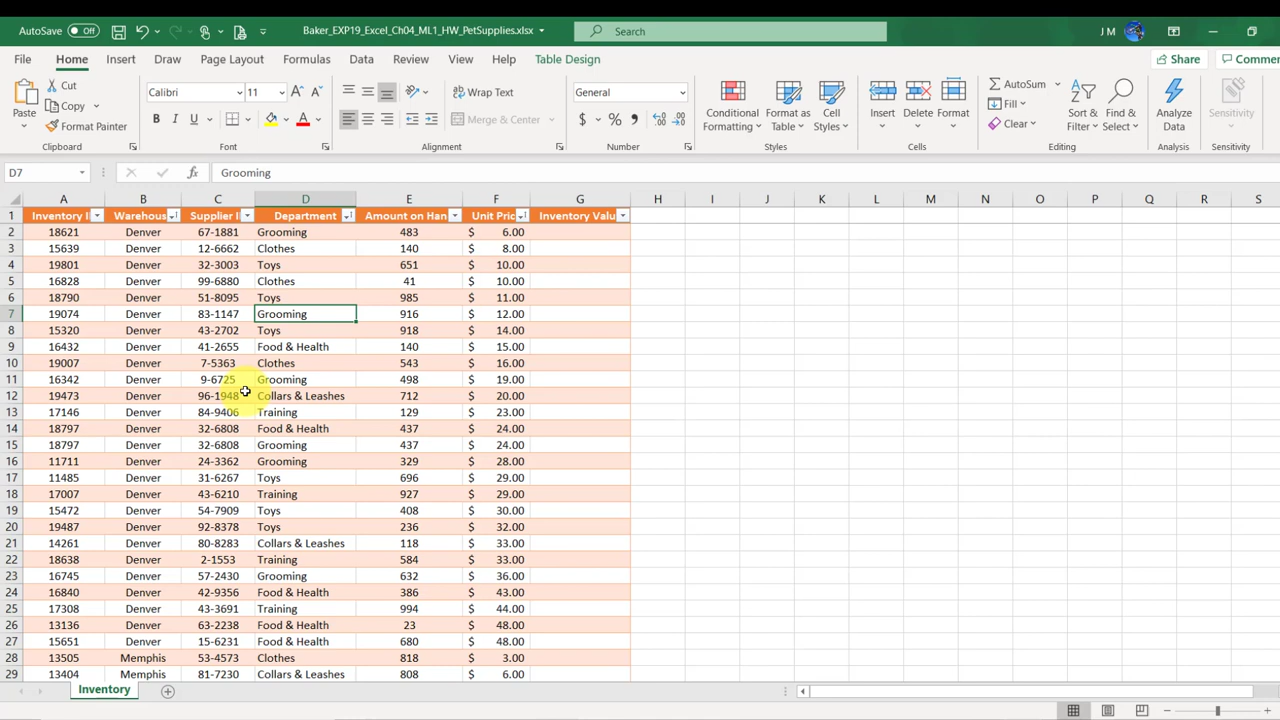 AutoSave Off Baker_EXP19_Excel_Ch04_ML1_HW_PetSupplies.xlsx Search J M
File Home Insert Draw Page Layout Formulas Data Review View Help Table Design Share Commer
Paste Cut Copy Format Painter Clipboard
Calibri 11 A A B I U A Font
Wrap Text Merge & Center Alignment
General $ % 9 Number
Conditional Formatting Format as Table Cell Styles Styles
Insert Delete Format Cells
AutoSum Fill Clear Sort & Filter Find & Select Editing
Analyze Data Analysis
Sensitivity Sensitivity
D7 fx Grooming
A B C D E F G H I J K L M N O P Q R S
1 Inventory I Warehous Supplier I Department Amount on Han Unit Pric Inventory Valu
2 18621 Denver 67-1881 Grooming 483 $ 6.00
3 15639 Denver 12-6662 Clothes 140 $ 8.00
4 19801 Denver 32-3003 Toys 651 $ 10.00
5 16828 Denver 99-6880 Clothes 41 $ 10.00
6 18790 Denver 51-8095 Toys 985 $ 11.00
7 19074 Denver 83-1147 Grooming 916 $ 12.00
8 15320 Denver 43-2702 Toys 918 $ 14.00
9 16432 Denver 41-2655 Food & Health 140 $ 15.00
10 19007 Denver 7-5363 Clothes 543 $ 16.00
11 16342 Denver 9-6725 Grooming 498 $ 19.00
12 19473 Denver 96-1948 Collars & Leashes 712 $ 20.00
13 17146 Denver 84-9406 Training 129 $ 23.00
14 18797 Denver 32-6808 Food & Health 437 $ 24.00
15 18797 Denver 32-6808 Grooming 437 $ 24.00
16 11711 Denver 24-3362 Grooming 329 $ 28.00
17 11485 Denver 31-6267 Toys 696 $ 29.00
18 17007 Denver 43-6210 Training 927 $ 29.00
19 15472 Denver 54-7909 Toys 408 $ 30.00
20 19487 Denver 92-8378 Toys 236 $ 32.00
21 14261 Denver 80-8283 Collars & Leashes 118 $ 33.00
22 18638 Denver 2-1553 Training 584 $ 33.00
23 16745 Denver 57-2430 Grooming 632 $ 36.00
24 16840 Denver 42-9356 Food & Health 386 $ 43.00
25 17308 Denver 43-3691 Training 994 $ 44.00
26 13136 Denver 63-2238 Food & Health 23 $ 48.00
27 15651 Denver 15-6231 Food & Health 680 $ 48.00
28 13505 Memphis 53-4573 Clothes 818 $ 3.00
29 13404 Memphis 81-7230 Collars & Leashes 808 $ 6.00
Inventory